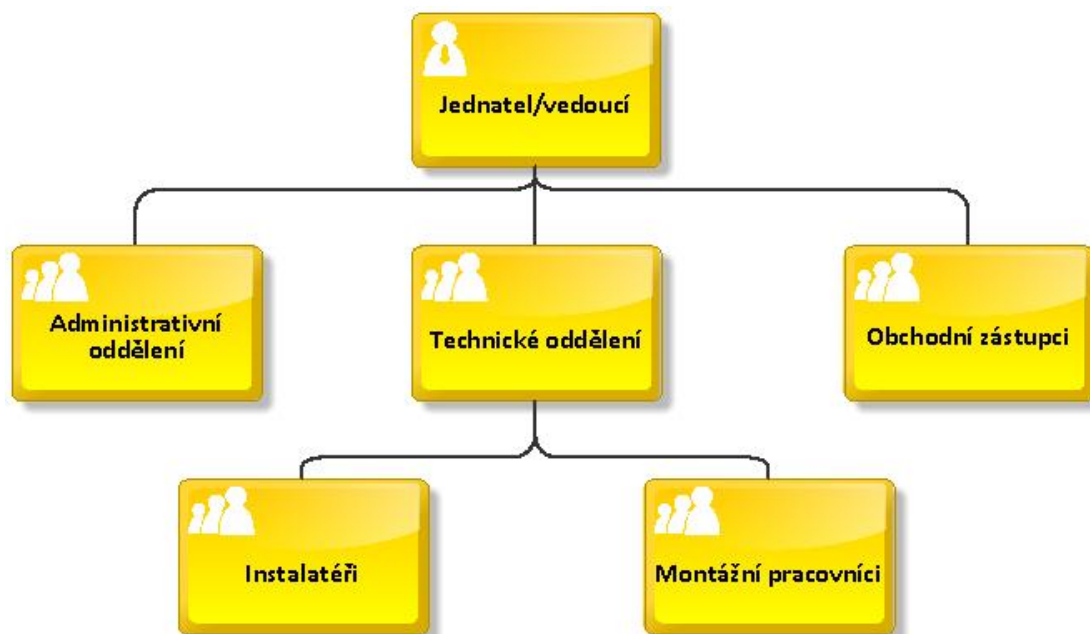 Jednatel/vedoucí
Administrativní
oddělení
Technické oddělení
Obchodní zástupci
Instalatéři
Montážní pracovníci